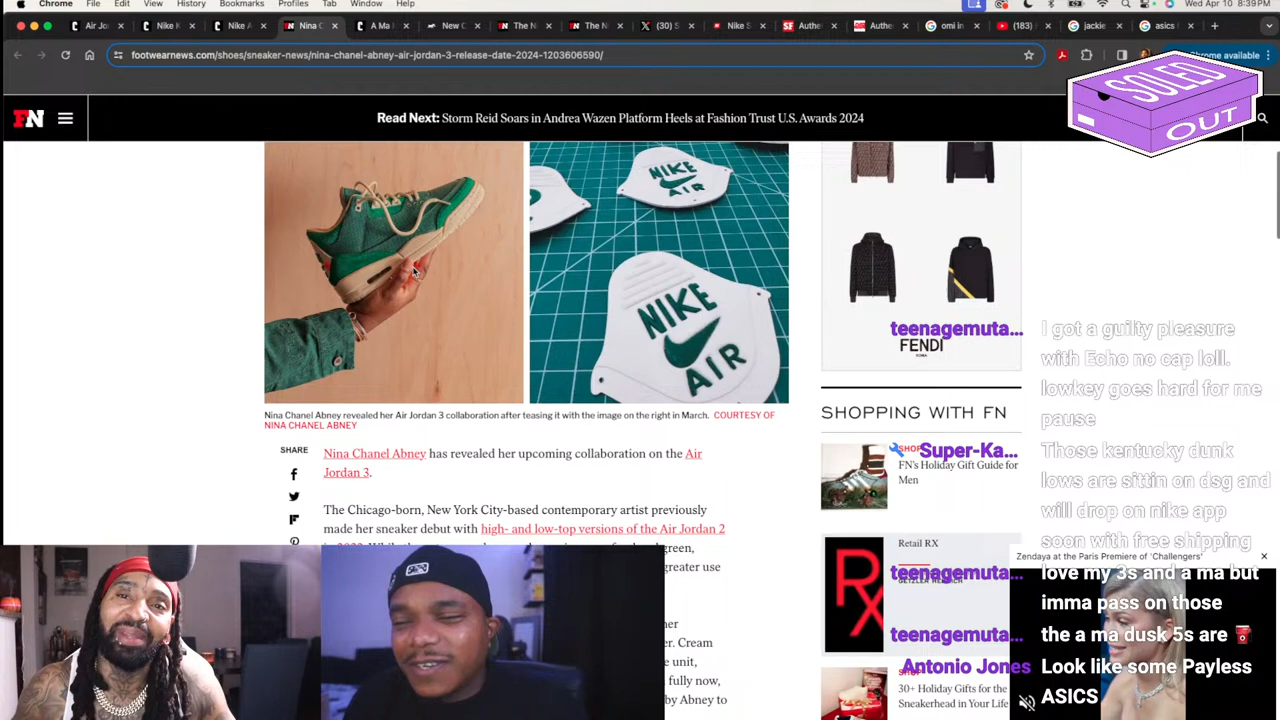 Chrome File Edit View History Bookmarks Profiles Tab Window Help
Wed Apr 10 8:39PM
Air Jor
Nike K
Nike A
Nina C
A Ma
New C
The No
The N
(30) S
Nike S
Authe
Authe
omi in
(183)
jackie
asics
footwearnews.com/shoes/sneaker-news/nina-chanel-abney-air-jordan-3-release-date-2024-1203606590/
Chrome available
SOLED
OUT
FN
Read Next: Storm Reid Soars in Andrea Wazen Platform Heels at Fashion Trust U.S. Awards 2024
NIKE
AIR
NIKE
AIR
Nina Chanel Abney revealed her Air Jordan 3 collaboration after teasing it with the image on the right in March. COURTESY OF
NINA CHANEL ABNEY
SHARE
Nina Chanel Abney has revealed her upcoming collaboration on the Air
Jordan 3.
The Chicago-born, New York City-based contemporary artist previously
made her sneaker debut with high- and low-top versions of the Air Jordan 2
green,
greater use
her
er. Cream
e unit,
fully now,
by Abney to
FENDI
ROMA
SHOPPING WITH FN
SHOP
FN's Holiday Gift Guide for
Men
RX
Retail RX
SHOP
30+ Holiday Gifts for the
Sneakerhead in Your Life
Zendaya at the Paris Premiere of 'Challengers'
teenagemuta... I got a guilty pleasure
with Echo no cap loll.
lowkey goes hard for me
pause
Super-Ka... Those kentucky dunk
lows are sittin on dsg and
will drop on nike app
soon with free shipping
teenagemuta... love my 3s and a ma but
imma pass on those
teenagemuta... the a ma dusk 5s are
Antonio Jones Look like some Payless
ASICS